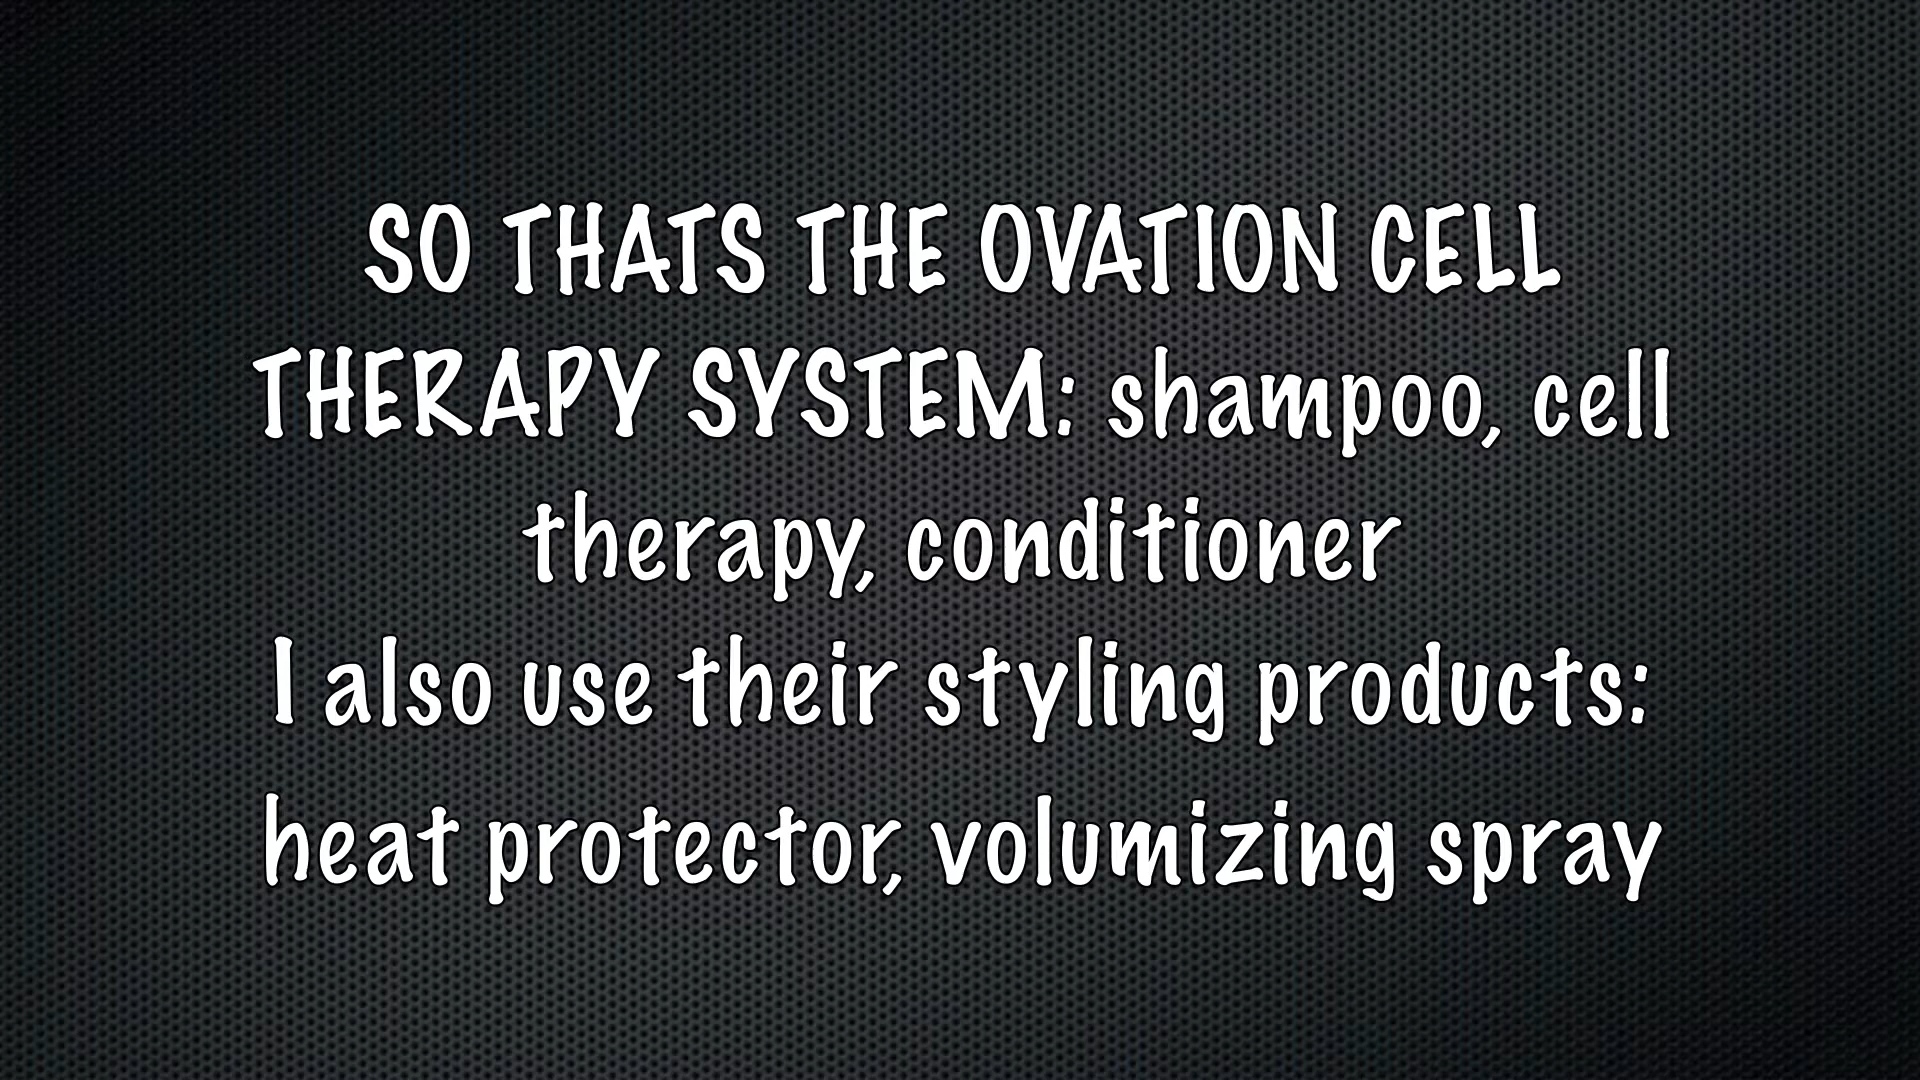 SO THATS THE OVATION CELL
THERAPY SYSTEM: shampoo, cell
therapy, conditioner
I also use their styling products:
heat protector, volumizing spray